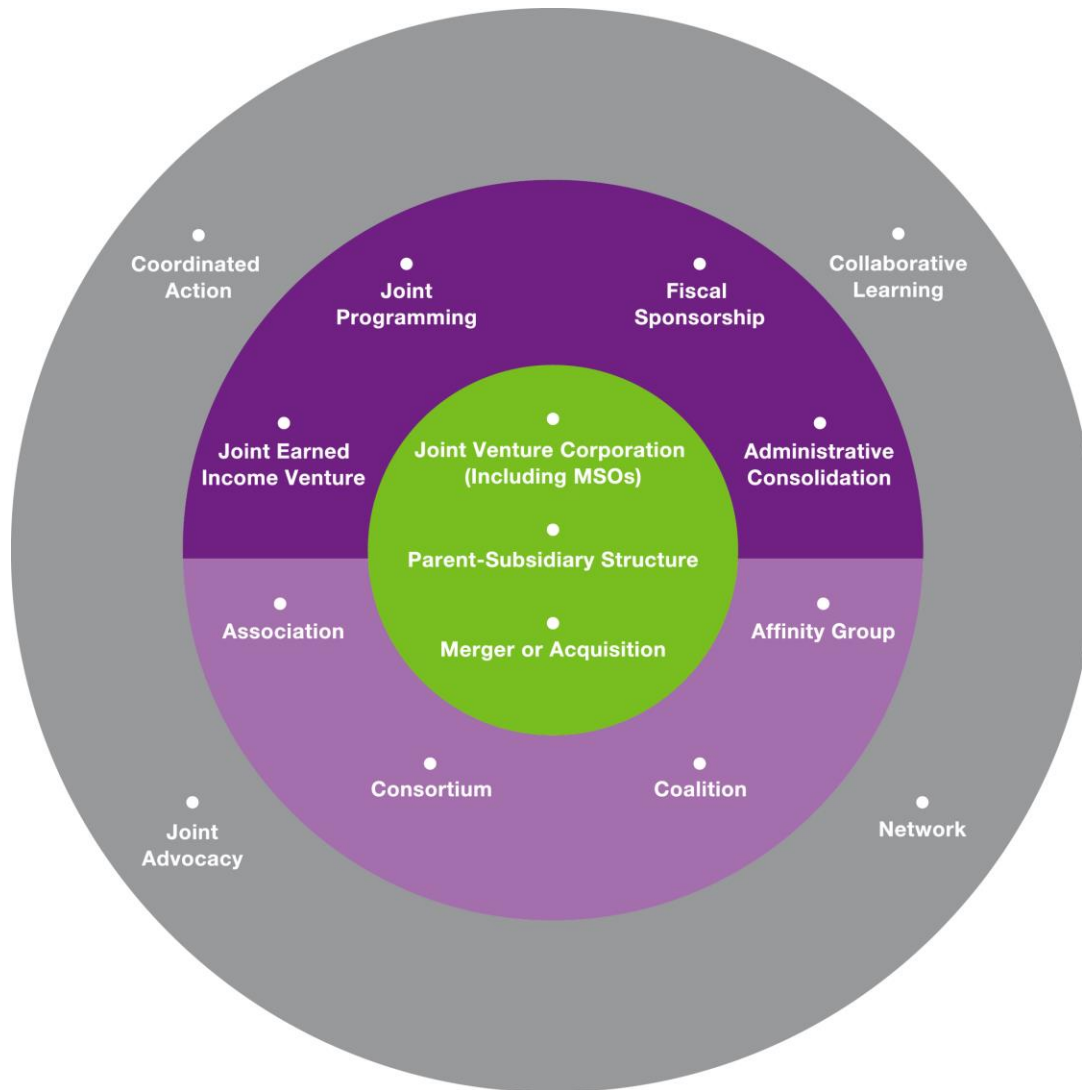 Coordinated
Action
Collaborative
Learning
Joint
Programming
Fiscal
Sponsorship
Joint Earned
Income Venture
Joint Venture Corporation
(Including MSOs)
Administrative
Consolidation
Parent-Subsidiary Structure
Association
Merger or Acquisition
Affinity Group
Consortium
Coalition
Joint
Advocacy
Network